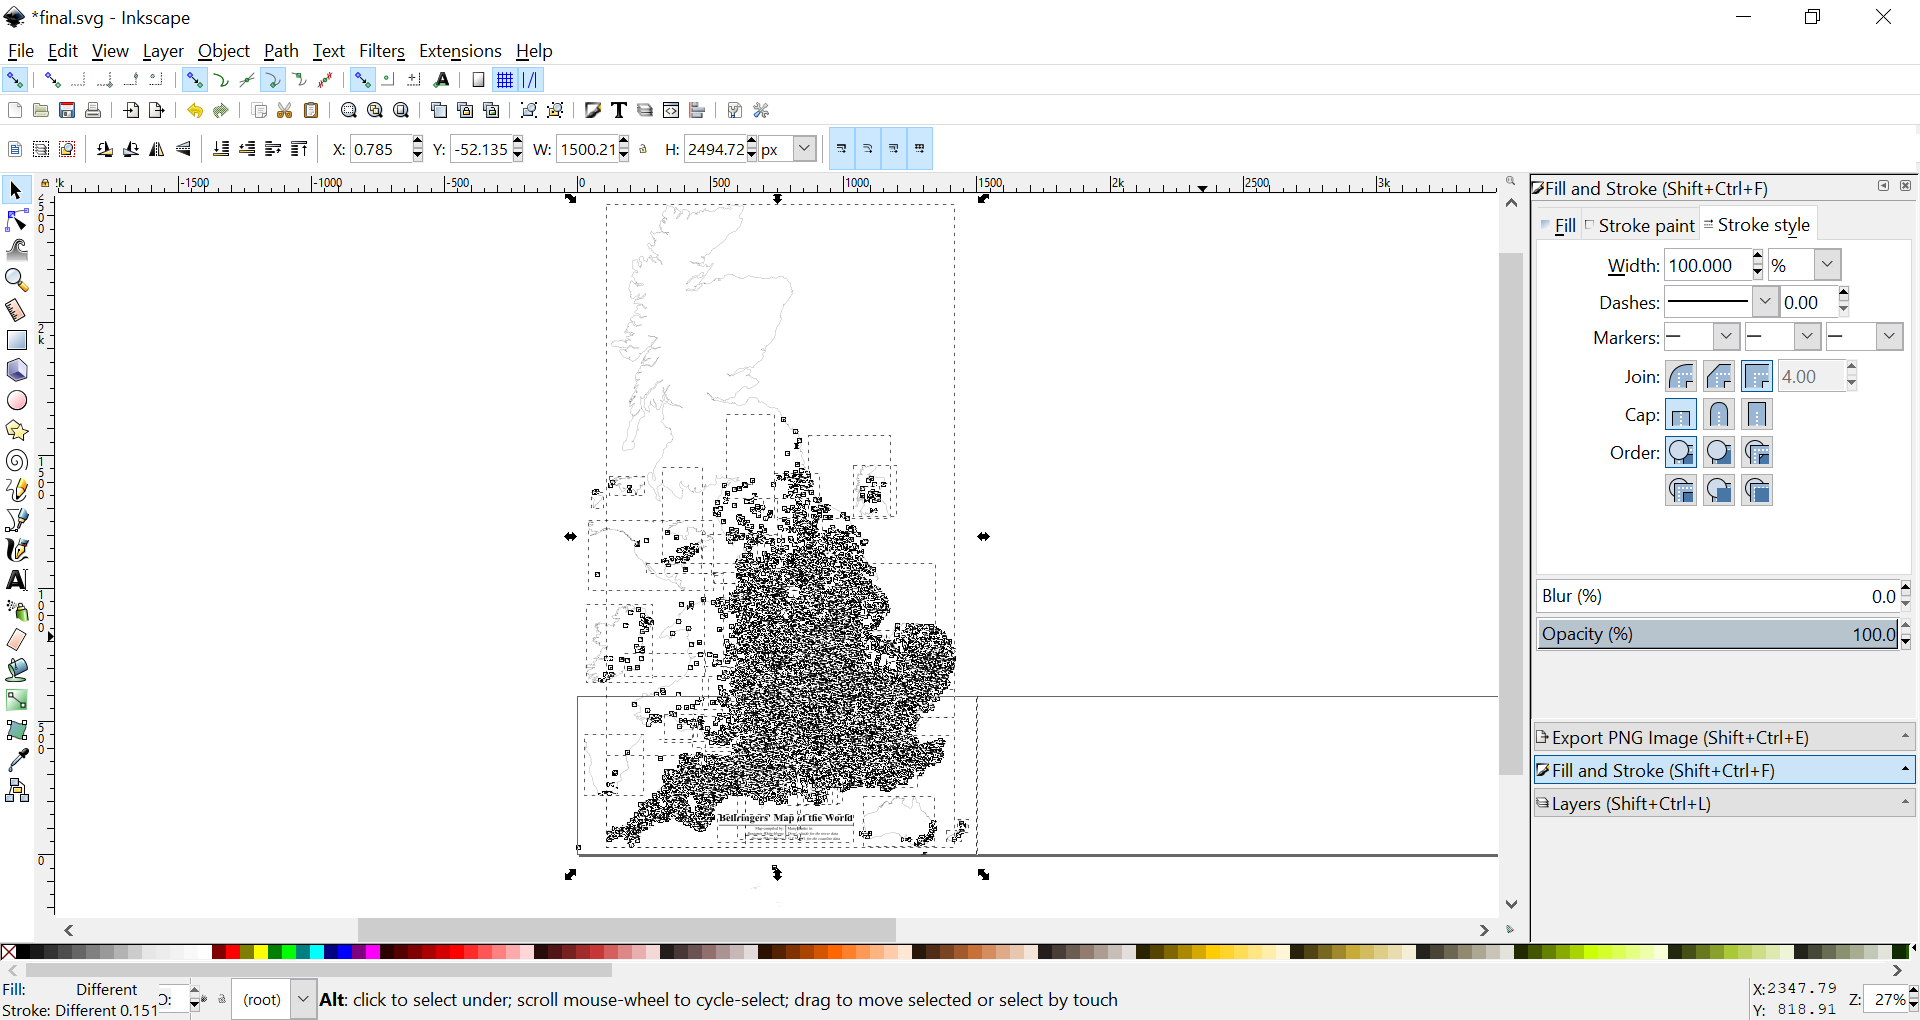 *final.svg - Inkscape
File Edit View Layer Object Path Text Filters Extensions Help
X: 0.785 Y: -52.135 W: 1500.21 H: 2494.72 px
-1500 -1000 -500 0 500 1000 1500 2k 2500 3k
Fill and Stroke (Shift+Ctrl+F)
Fill Stroke paint Stroke style
Width: 100.000 %
Dashes: 0.00
Markers:
Join: 4.00
Cap:
Order:
Blur (%) 0.0
Opacity (%) 100.0
Export PNG Image (Shift+Ctrl+E)
Fill and Stroke (Shift+Ctrl+F)
Layers (Shift+Ctrl+L)
Bellringers' Map of the World
Fill: Different
Stroke: Different 0.151
O:
(root)
Alt: click to select under; scroll mouse-wheel to cycle-select; drag to move selected or select by touch
X:2347.79
Y: 818.91
Z: 27%